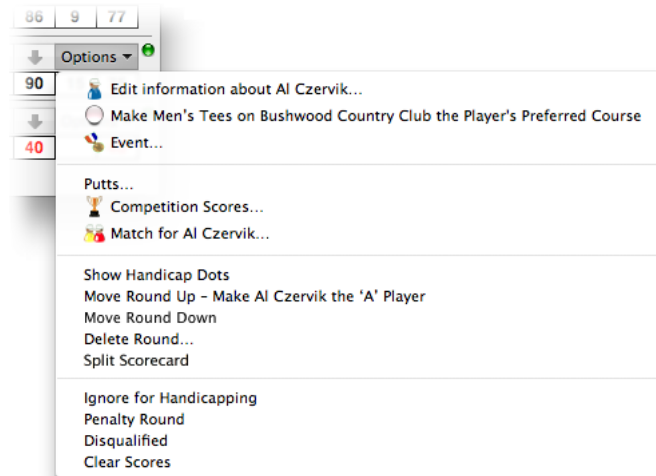 86 9 77
Options
90
40
Edit information about Al Czervik...
Make Men's Tees on Bushwood Country Club the Player's Preferred Course
Event...
Putts...
Competition Scores...
Match for Al Czervik...
Show Handicap Dots
Move Round Up – Make Al Czervik the ‘A’ Player
Move Round Down
Delete Round...
Split Scorecard
Ignore for Handicapping
Penalty Round
Disqualified
Clear Scores